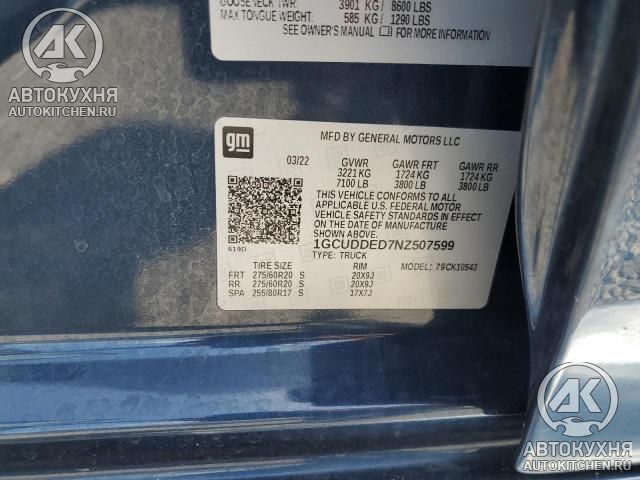 GOOSENECK TWR: 3901 KG / 8600 LBS
MAX TONGUE WEIGHT: 585 KG / 1290 LBS
SEE OWNER'S MANUAL FOR MORE INFORMATION
АВТОКУХНЯ
AUTOKITCHEN.RU
gm
MFD BY GENERAL MOTORS LLC
03/22 GVWR GAWR FRT GAWR RR
3221 KG 1724 KG 1724 KG
7100 LB 3800 LB 3800 LB
THIS VEHICLE CONFORMS TO ALL
APPLICABLE U.S. FEDERAL MOTOR
VEHICLE SAFETY STANDARDS IN EFFECT
ON THE DATE OF MANUFACTURE
SHOWN ABOVE.
1GCUDDED7NZ507599
619D TYPE: TRUCK
TIRE SIZE RIM MODEL: 79CK10543
FRT 275/60R20 S 20X9J
RR 275/60R20 S 20X9J
SPA 255/80R17 S 17X7J
АК
АВТОКУХНЯ
AUTOKITCHEN.RU